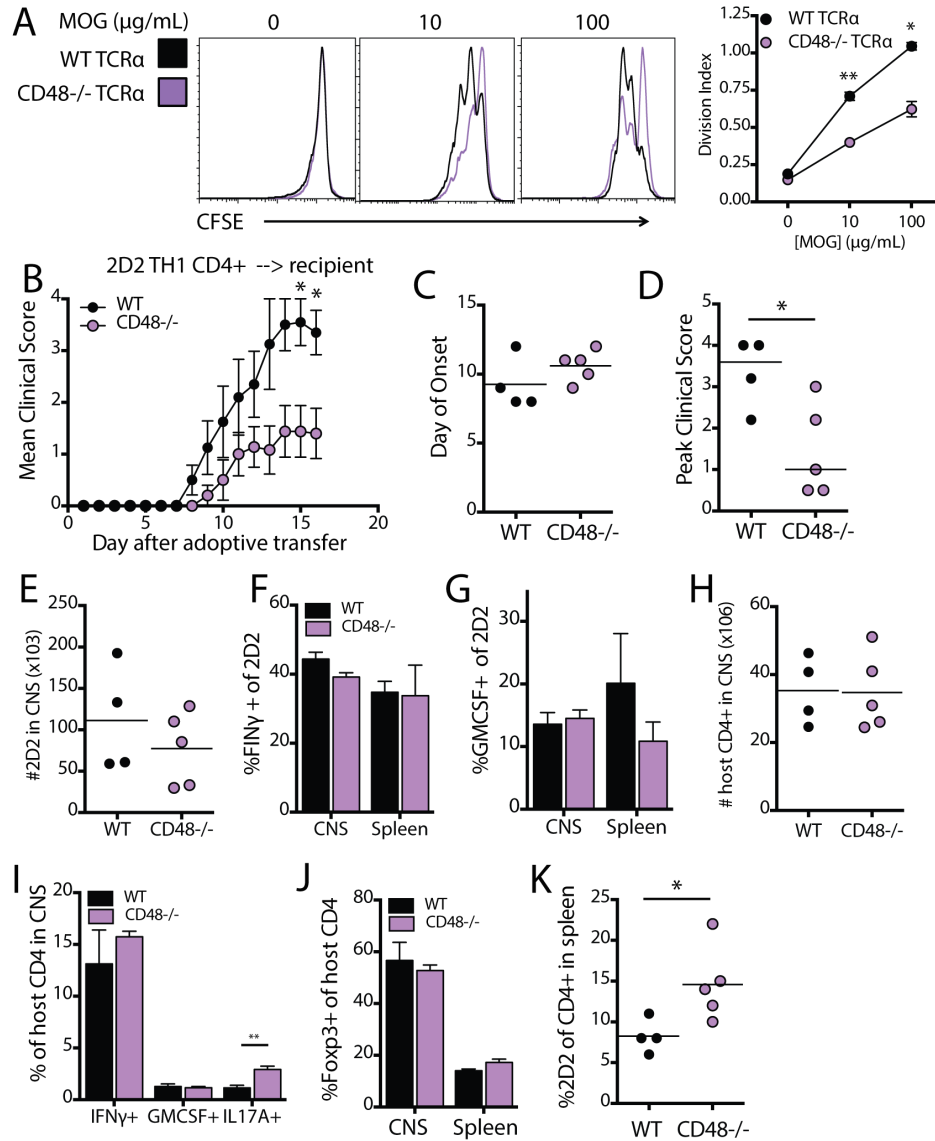 A
MOG (µg/mL)
0
10
100
WT TCRα
CD48-/- TCRα
CFSE
WT TCRα
CD48-/- TCRα
Division Index
1.25
1.00
0.75
0.50
0.25
0.00
**
*
0
10
100
[MOG] (µg/mL)
B
2D2 TH1 CD4+ --> recipient
WT
CD48-/-
* *
Mean Clinical Score
4
3
2
1
0
0 5 10 15 20
Day after adoptive transfer
C
Day of Onset
15
10
5
0
WT CD48-/-
D
Peak Clinical Score
5
4
3
2
1
0
*
WT CD48-/-
E
#2D2 in CNS (x103)
250
200
150
100
50
0
WT CD48-/-
F
%FINγ + of 2D2
60
40
20
0
WT
CD48-/-
CNS Spleen
G
%GMCSF+ of 2D2
30
20
10
0
CNS Spleen
H
# host CD4+ in CNS (x106)
60
40
20
0
WT CD48-/-
I
% of host CD4 in CNS
20
15
10
5
0
WT
CD48-/-
**
IFNγ+ GMCSF+ IL17A+
J
%Foxp3+ of host CD4
80
60
40
20
0
WT
CD48-/-
CNS Spleen
K
%2D2 of CD4+ in spleen
25
20
15
10
5
0
*
WT CD48-/-